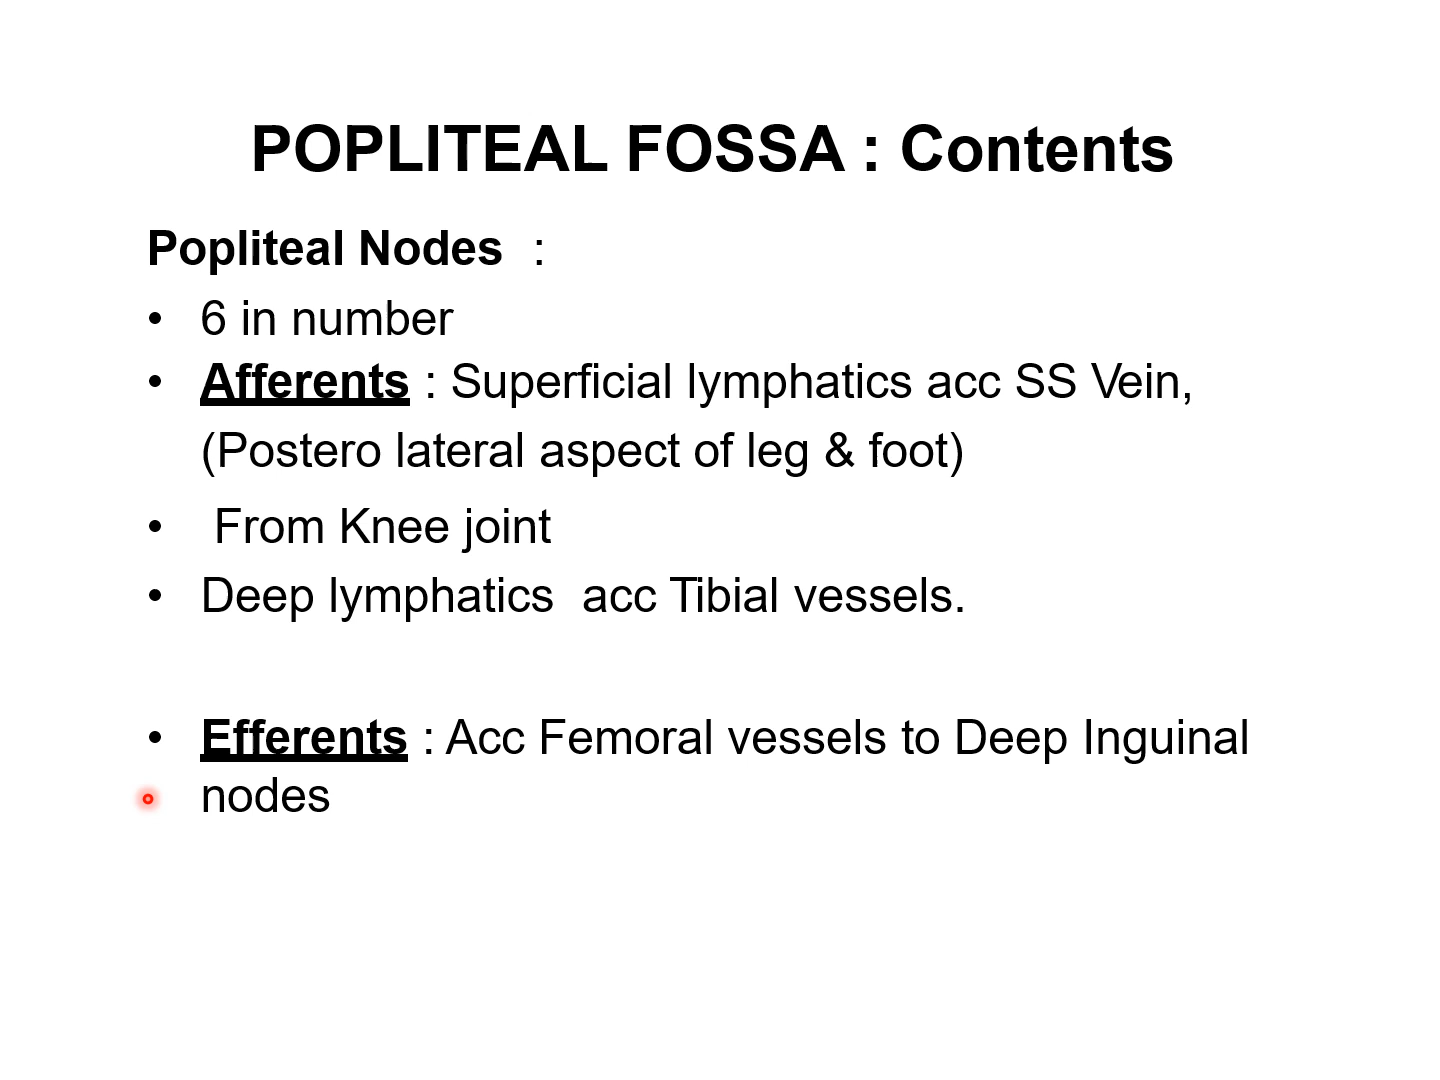 POPLITEAL FOSSA : Contents
Popliteal Nodes :
• 6 in number
• Afferents : Superficial lymphatics acc SS Vein,
(Postero lateral aspect of leg & foot)
• From Knee joint
• Deep lymphatics acc Tibial vessels.
• Efferents : Acc Femoral vessels to Deep Inguinal
nodes